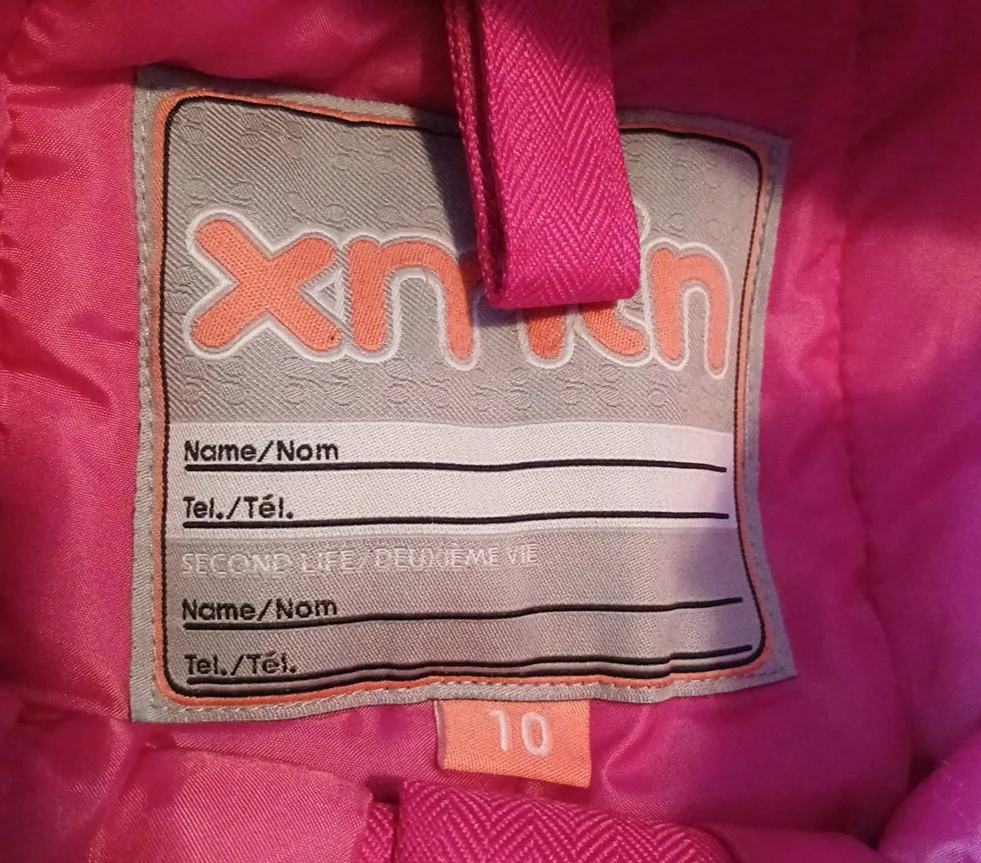 Name/Nom
Tel./Tél.
SECOND LIFE/DEUXIÈME VIE
Name/Nom
Tel./Tél.
10